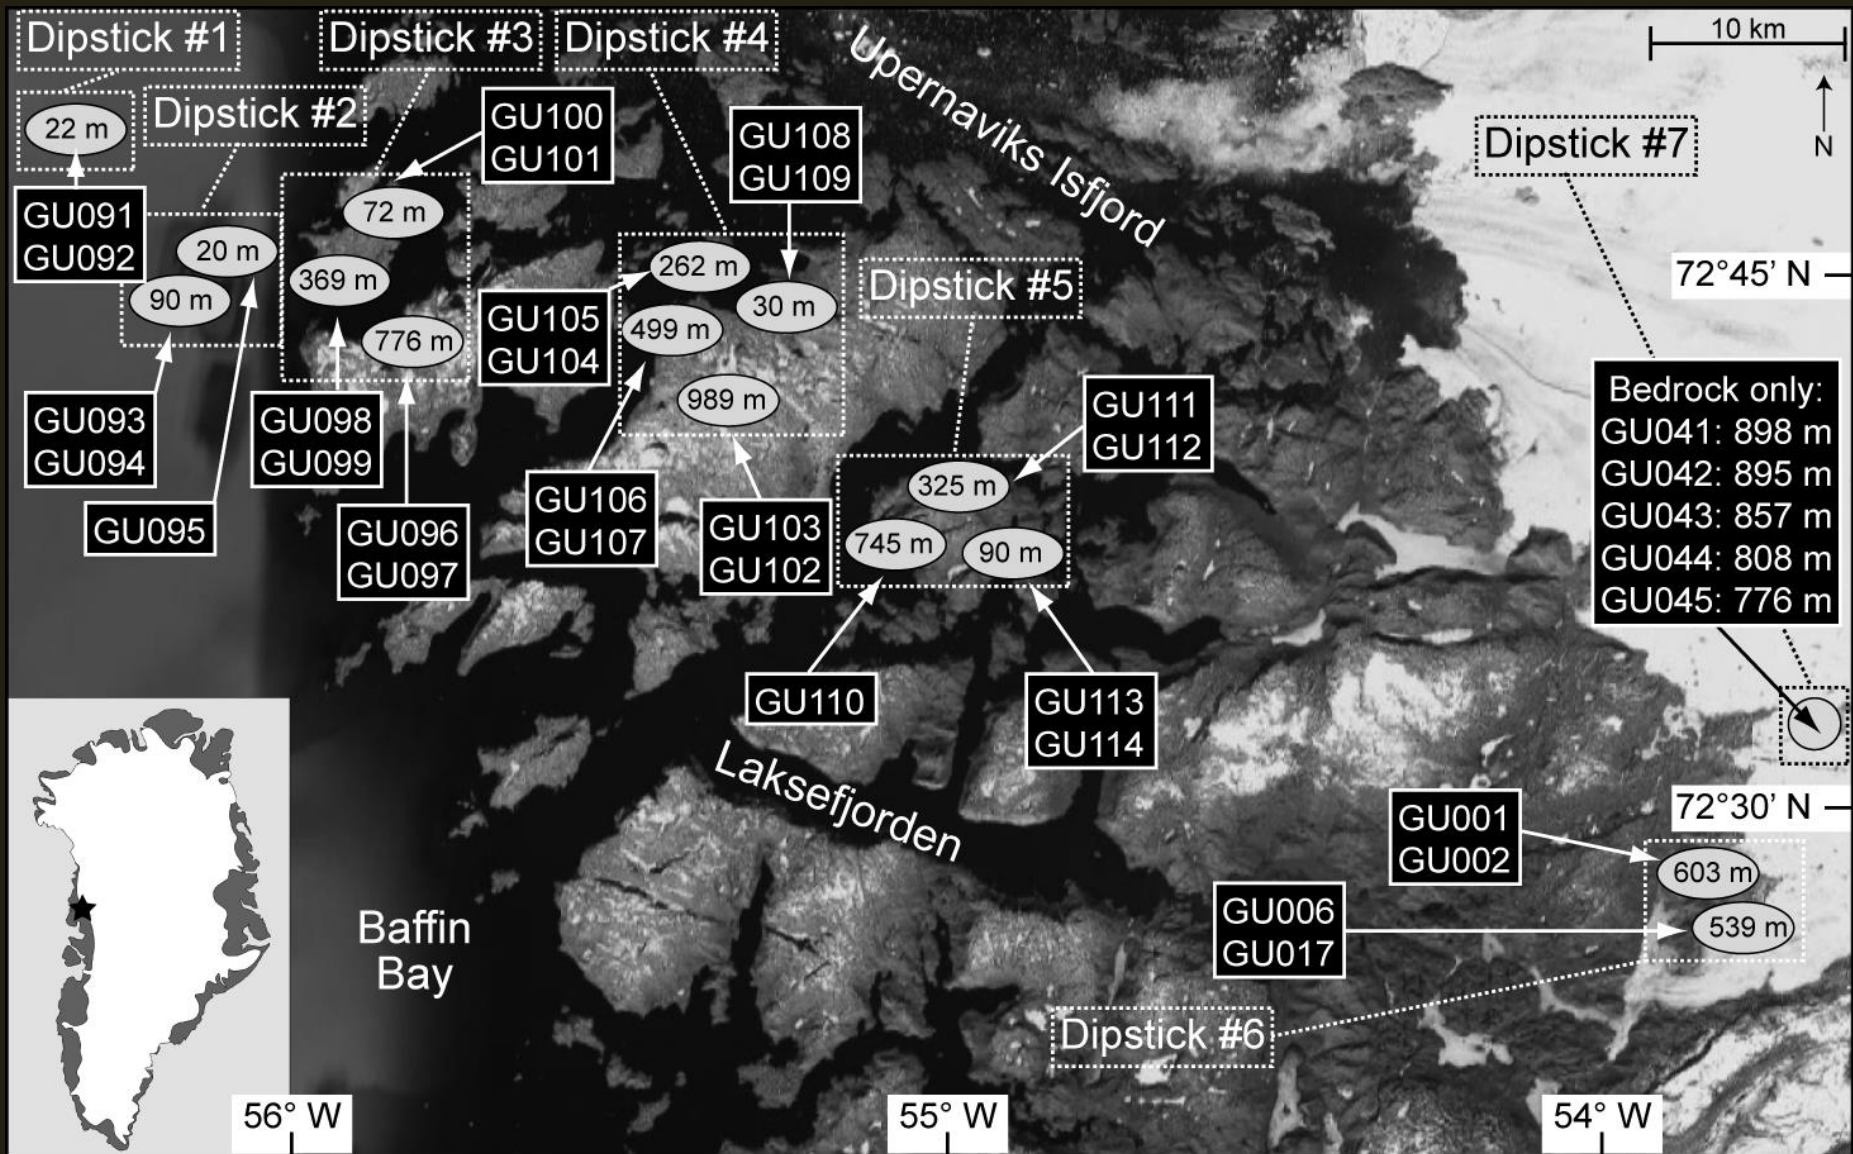 Dipstick #1
Dipstick #3
Dipstick #4
10 km
N
Upernaviks Isfjord
Dipstick #2
22 m
GU100
GU101
GU108
GU109
Dipstick #7
GU091
GU092
72 m
20 m
90 m
369 m
776 m
262 m
30 m
499 m
989 m
Dipstick #5
72°45' N
GU105
GU104
GU093
GU094
GU098
GU099
GU095
GU096
GU097
GU106
GU107
GU103
GU102
GU111
GU112
325 m
745 m
90 m
Bedrock only:
GU041: 898 m
GU042: 895 m
GU043: 857 m
GU044: 808 m
GU045: 776 m
GU110
GU113
GU114
Laksefjorden
72°30' N
GU001
GU002
603 m
539 m
GU006
GU017
Baffin
Bay
Dipstick #6
56° W
55° W
54° W